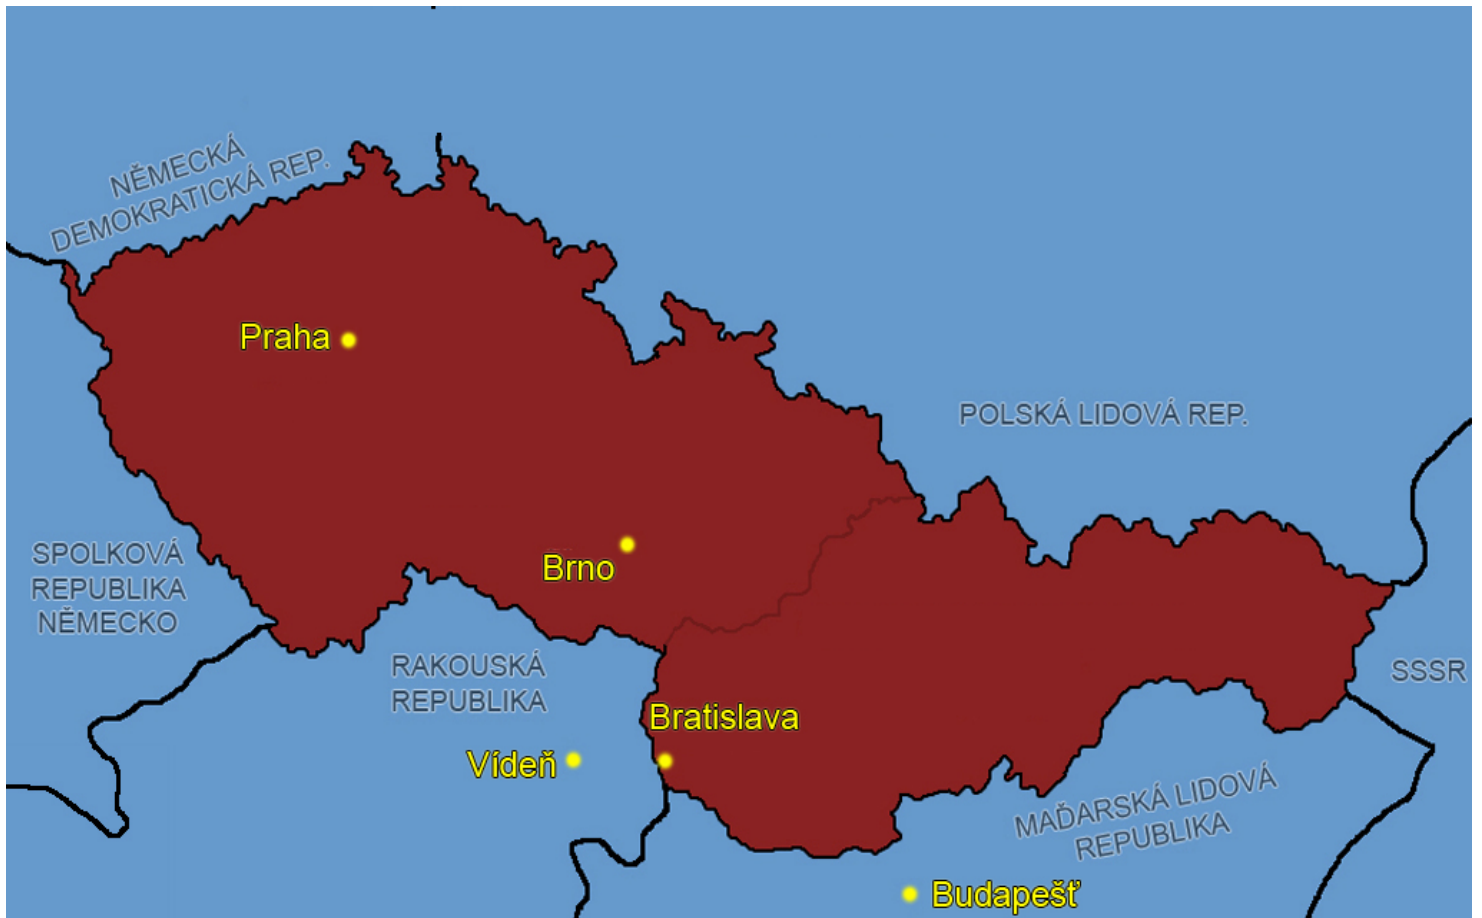 NĚMECKÁ
DEMOKRATICKÁ REP.
Praha
POLSKÁ LIDOVÁ REP.
SPOLKOVÁ
REPUBLIKA
NĚMECKO
Brno
RAKOUSKÁ
REPUBLIKA
SSSR
Bratislava
Vídeň
MAĎARSKÁ LIDOVÁ
REPUBLIKA
Budapešť